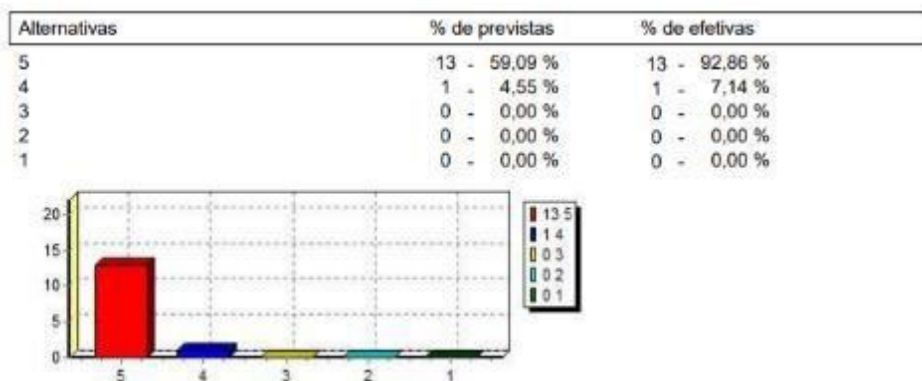 Alternativas % de previstas % de efetivas
5 13 - 59,09 % 13 - 92,86 %
4 1 - 4,55 % 1 - 7,14 %
3 0 - 0,00 % 0 - 0,00 %
2 0 - 0,00 % 0 - 0,00 %
1 0 - 0,00 % 0 - 0,00 %
20
15
10
5
0
5 4 3 2 1
13 5
1 4
0 3
0 2
0 1